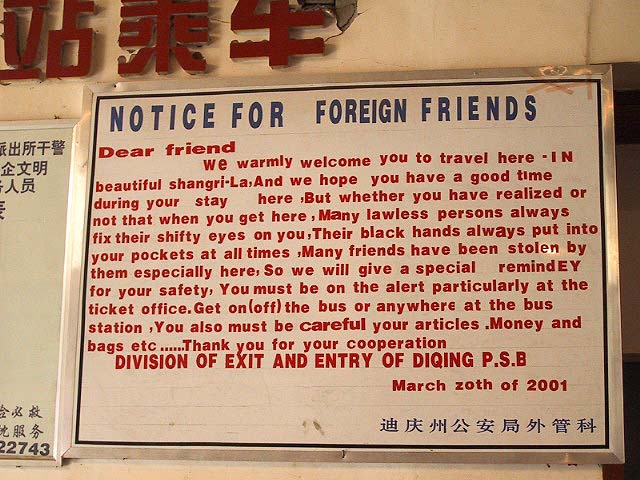 站乘车
NOTICE FOR FOREIGN FRIENDS
Dear friend
We warmly welcome you to travel here - IN
beautiful shangri-La,And we hope you have a good time
during your stay here ,But whether you have realized or
not that when you get here , Many lawless persons always
fix their shifty eyes on you,Their black hands always put into
your pockets at all times ,Many friends have been stolen by
them especially here, So we will give a special remindEY
for your safety, You must be on the alert particularly at the
ticket office.Get on(off) the bus or anywhere at the bus
station ,You also must be careful your articles .Money and
bags etc .....Thank you for your cooperation
DIVISION OF EXIT AND ENTRY OF DIQING P.S.B
March zoth of 2001
迪庆州公安局外管科
派出所干警
企文明
务人员
必救
服务
22743